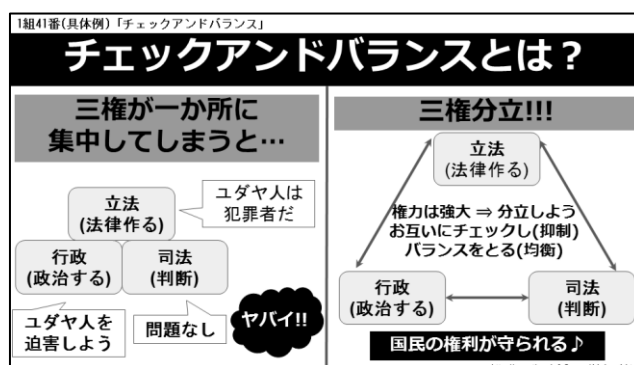 1組41番(具体例)「チェックアンドバランス」
チェックアンドバランスとは？
三権が一か所に
集中してしまうと…
立法
(法律作る)
ユダヤ人は
犯罪者だ
行政
(政治する)
司法
(判断)
ユダヤ人を
迫害しよう
問題なし
ヤバイ!!
三権分立!!!
立法
(法律作る)
権力は強大 ⇒ 分立しよう
お互いにチェックし(抑制)
バランスをとる(均衡)
行政
(政治する)
司法
(判断)
国民の権利が守られる♪